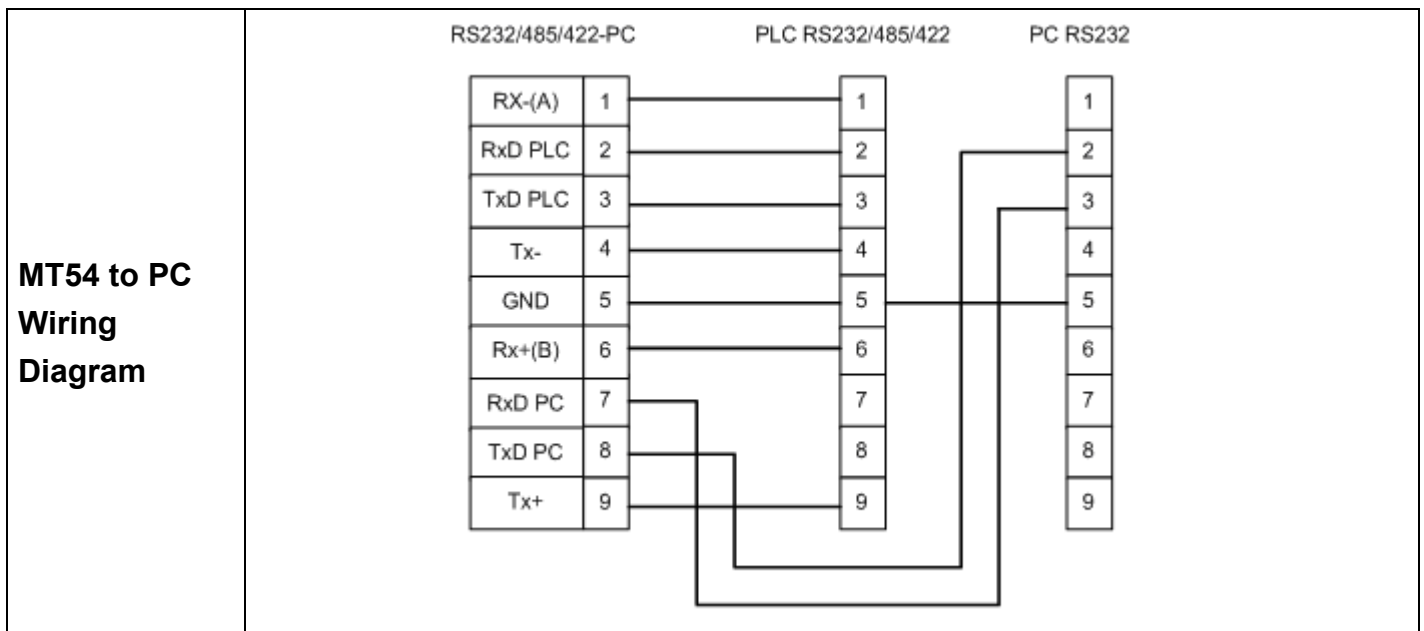 MT54 to PC
Wiring
Diagram
RS232/485/422-PC PLC RS232/485/422 PC RS232
RX-(A) 1 1 1
RxD PLC 2 2 2
TxD PLC 3 3 3
Tx- 4 4 4
GND 5 5 5
Rx+(B) 6 6 6
RxD PC 7 7 7
TxD PC 8 8 8
Tx+ 9 9 9